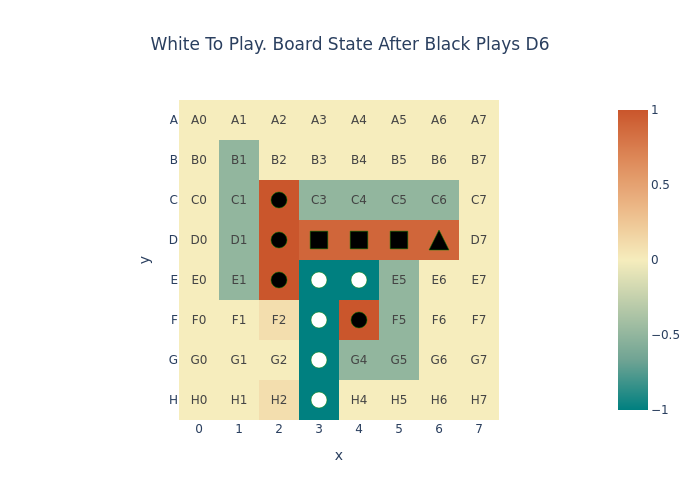 White To Play. Board State After Black Plays D6
A A0 A1 A2 A3 A4 A5 A6 A7
B B0 B1 B2 B3 B4 B5 B6 B7
C C0 C1 C3 C4 C5 C6 C7
D D0 D1 D7
E E0 E1 E5 E6 E7
F F0 F1 F2 F5 F6 F7
G G0 G1 G2 G4 G5 G6 G7
H H0 H1 H2 H4 H5 H6 H7
0 1 2 3 4 5 6 7
x
y
1
0.5
0
−0.5
−1